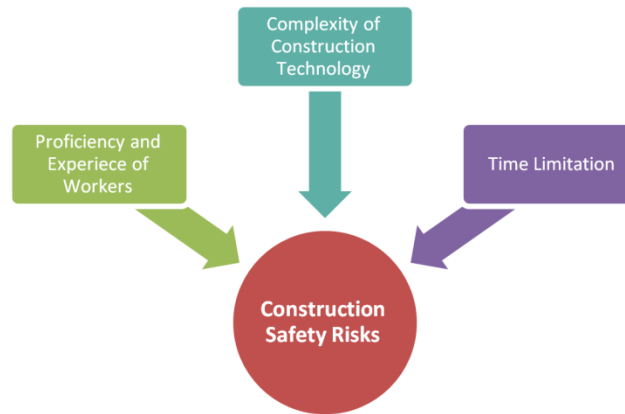 Complexity of
Construction
Technology
Proficiency and
Experiece of
Workers
Time Limitation
Construction
Safety Risks